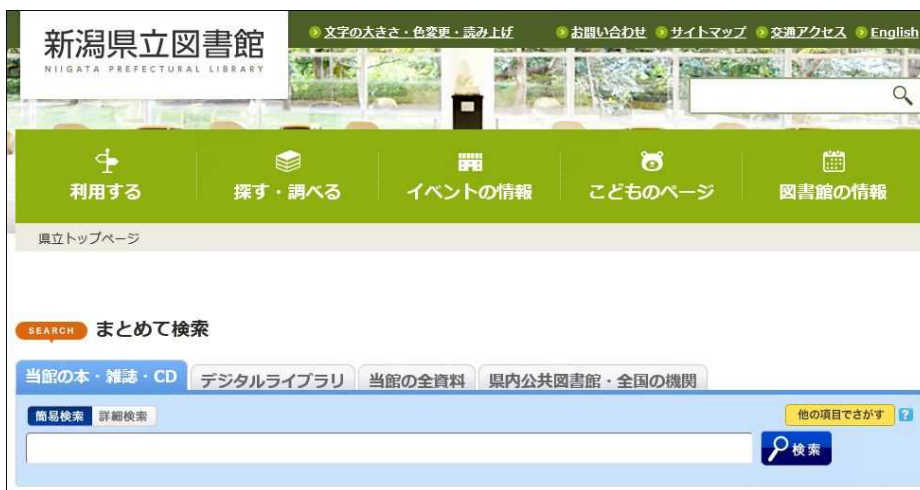 新潟県立図書館
NIIGATA PREFECTURAL LIBRARY
文字の大きさ・色変更・読み上げ お問い合わせ サイトマップ 交通アクセス English
利用する 探す・調べる イベントの情報 こどものページ 図書館の情報
県立トップページ
SEARCH まとめて検索
当館の本・雑誌・CD デジタルライブラリ 当館の全資料 県内公共図書館・全国の機関
簡易検索 詳細検索 他の項目でさがす ?
検索